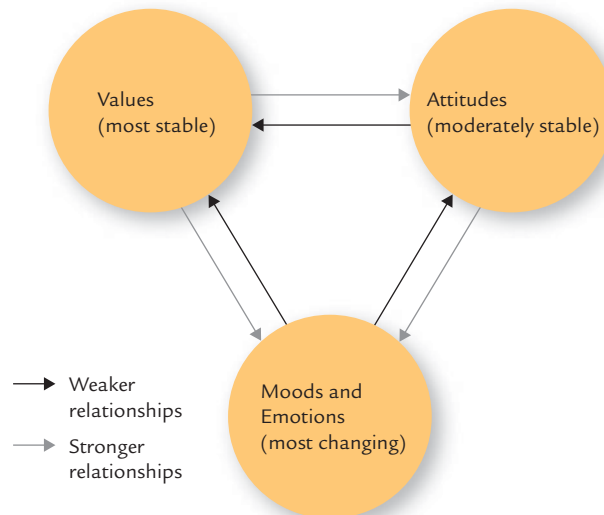 Values
(most stable)
Attitudes
(moderately stable)
Moods and
Emotions
(most changing)
Weaker
relationships
Stronger
relationships